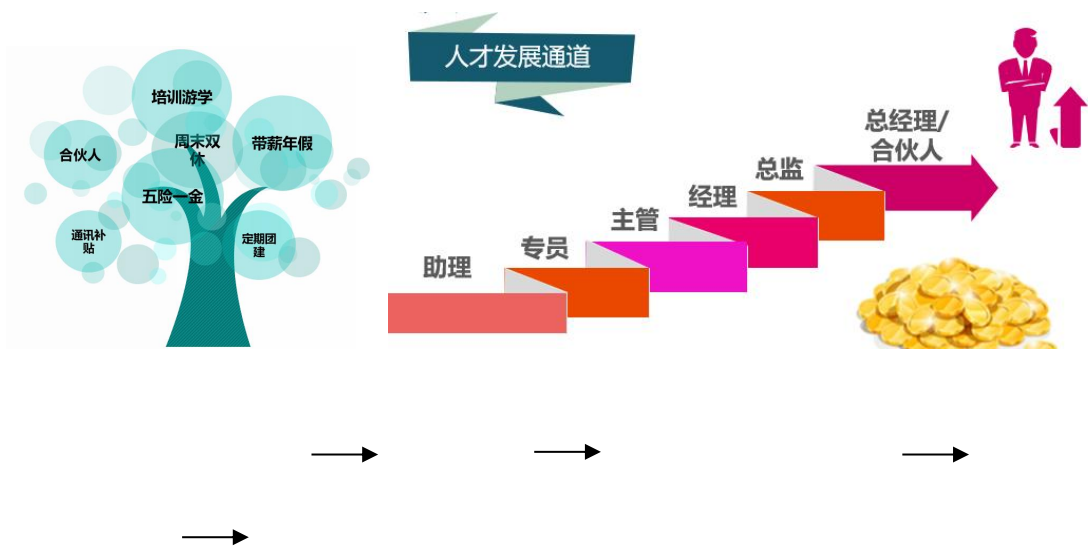 培训游学
周末双
休
带薪年假
合伙人
五险一金
通讯补
贴
定期团
建
人才发展通道
助理
专员
主管
经理
总监
总经理/
合伙人